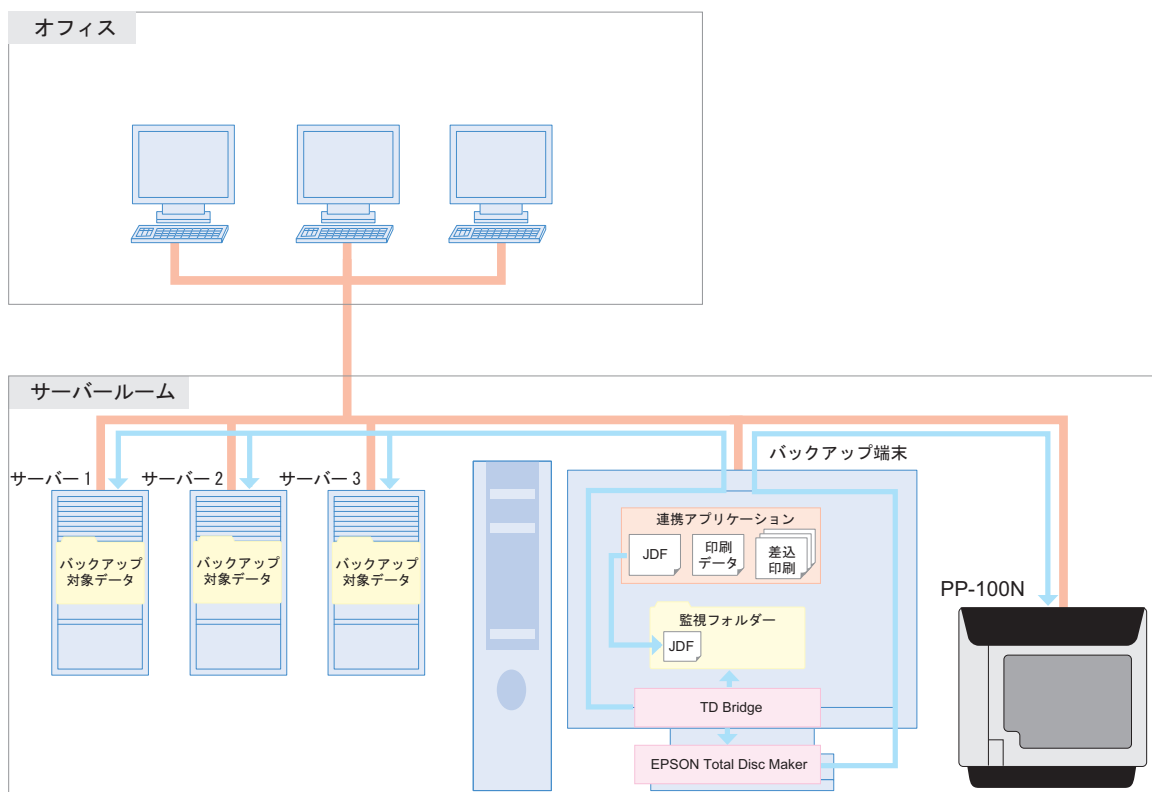 オフィス
サーバールーム
バックアップ端末
サーバー 1
サーバー 2
サーバー 3
バックアップ
対象データ
バックアップ
対象データ
バックアップ
対象データ
連携アプリケーション
JDF
印刷
データ
差込
印刷
監視フォルダー
JDF
TD Bridge
EPSON Total Disc Maker
PP-100N